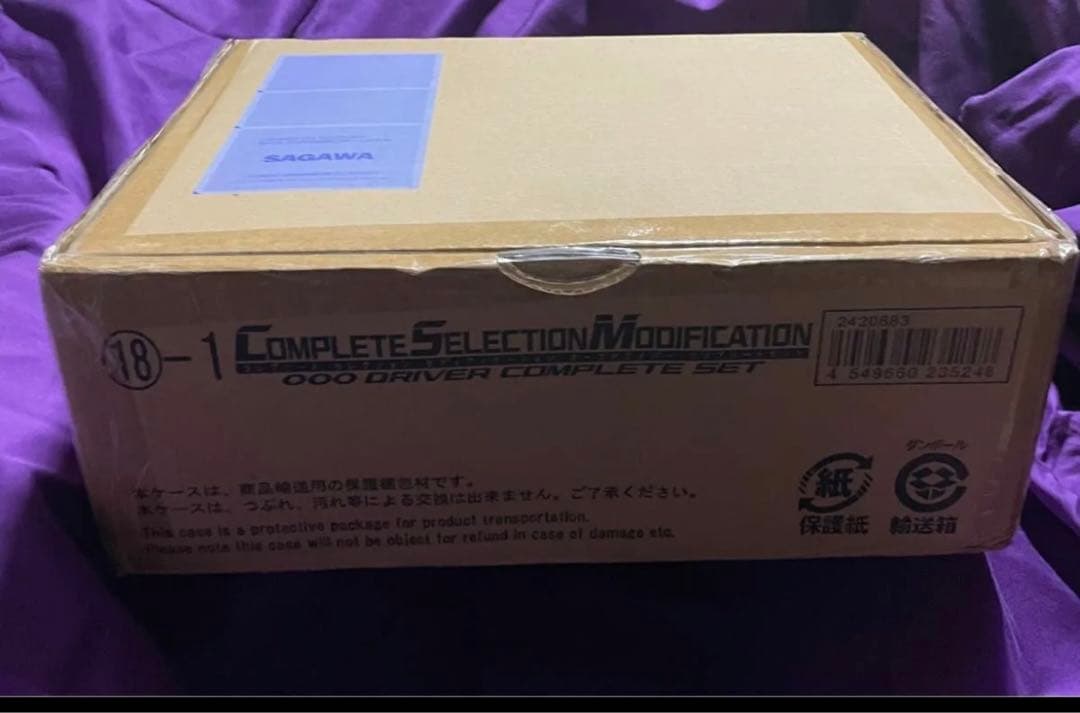 SAGAWA
18-1
COMPLETE SELECTION MODIFICATION
OOO DRIVER COMPLETE SET
2420683
4 549660 235248
本ケースは、商品輸送用の保護梱包材です。
本ケースは、つぶれ、汚れ等による交換は出来ません。ご了承ください。
This case is a protective package for product transportation.
Please note this case will not be object for refund in case of damage etc.
紙
保護紙
ダンボール
輸送箱